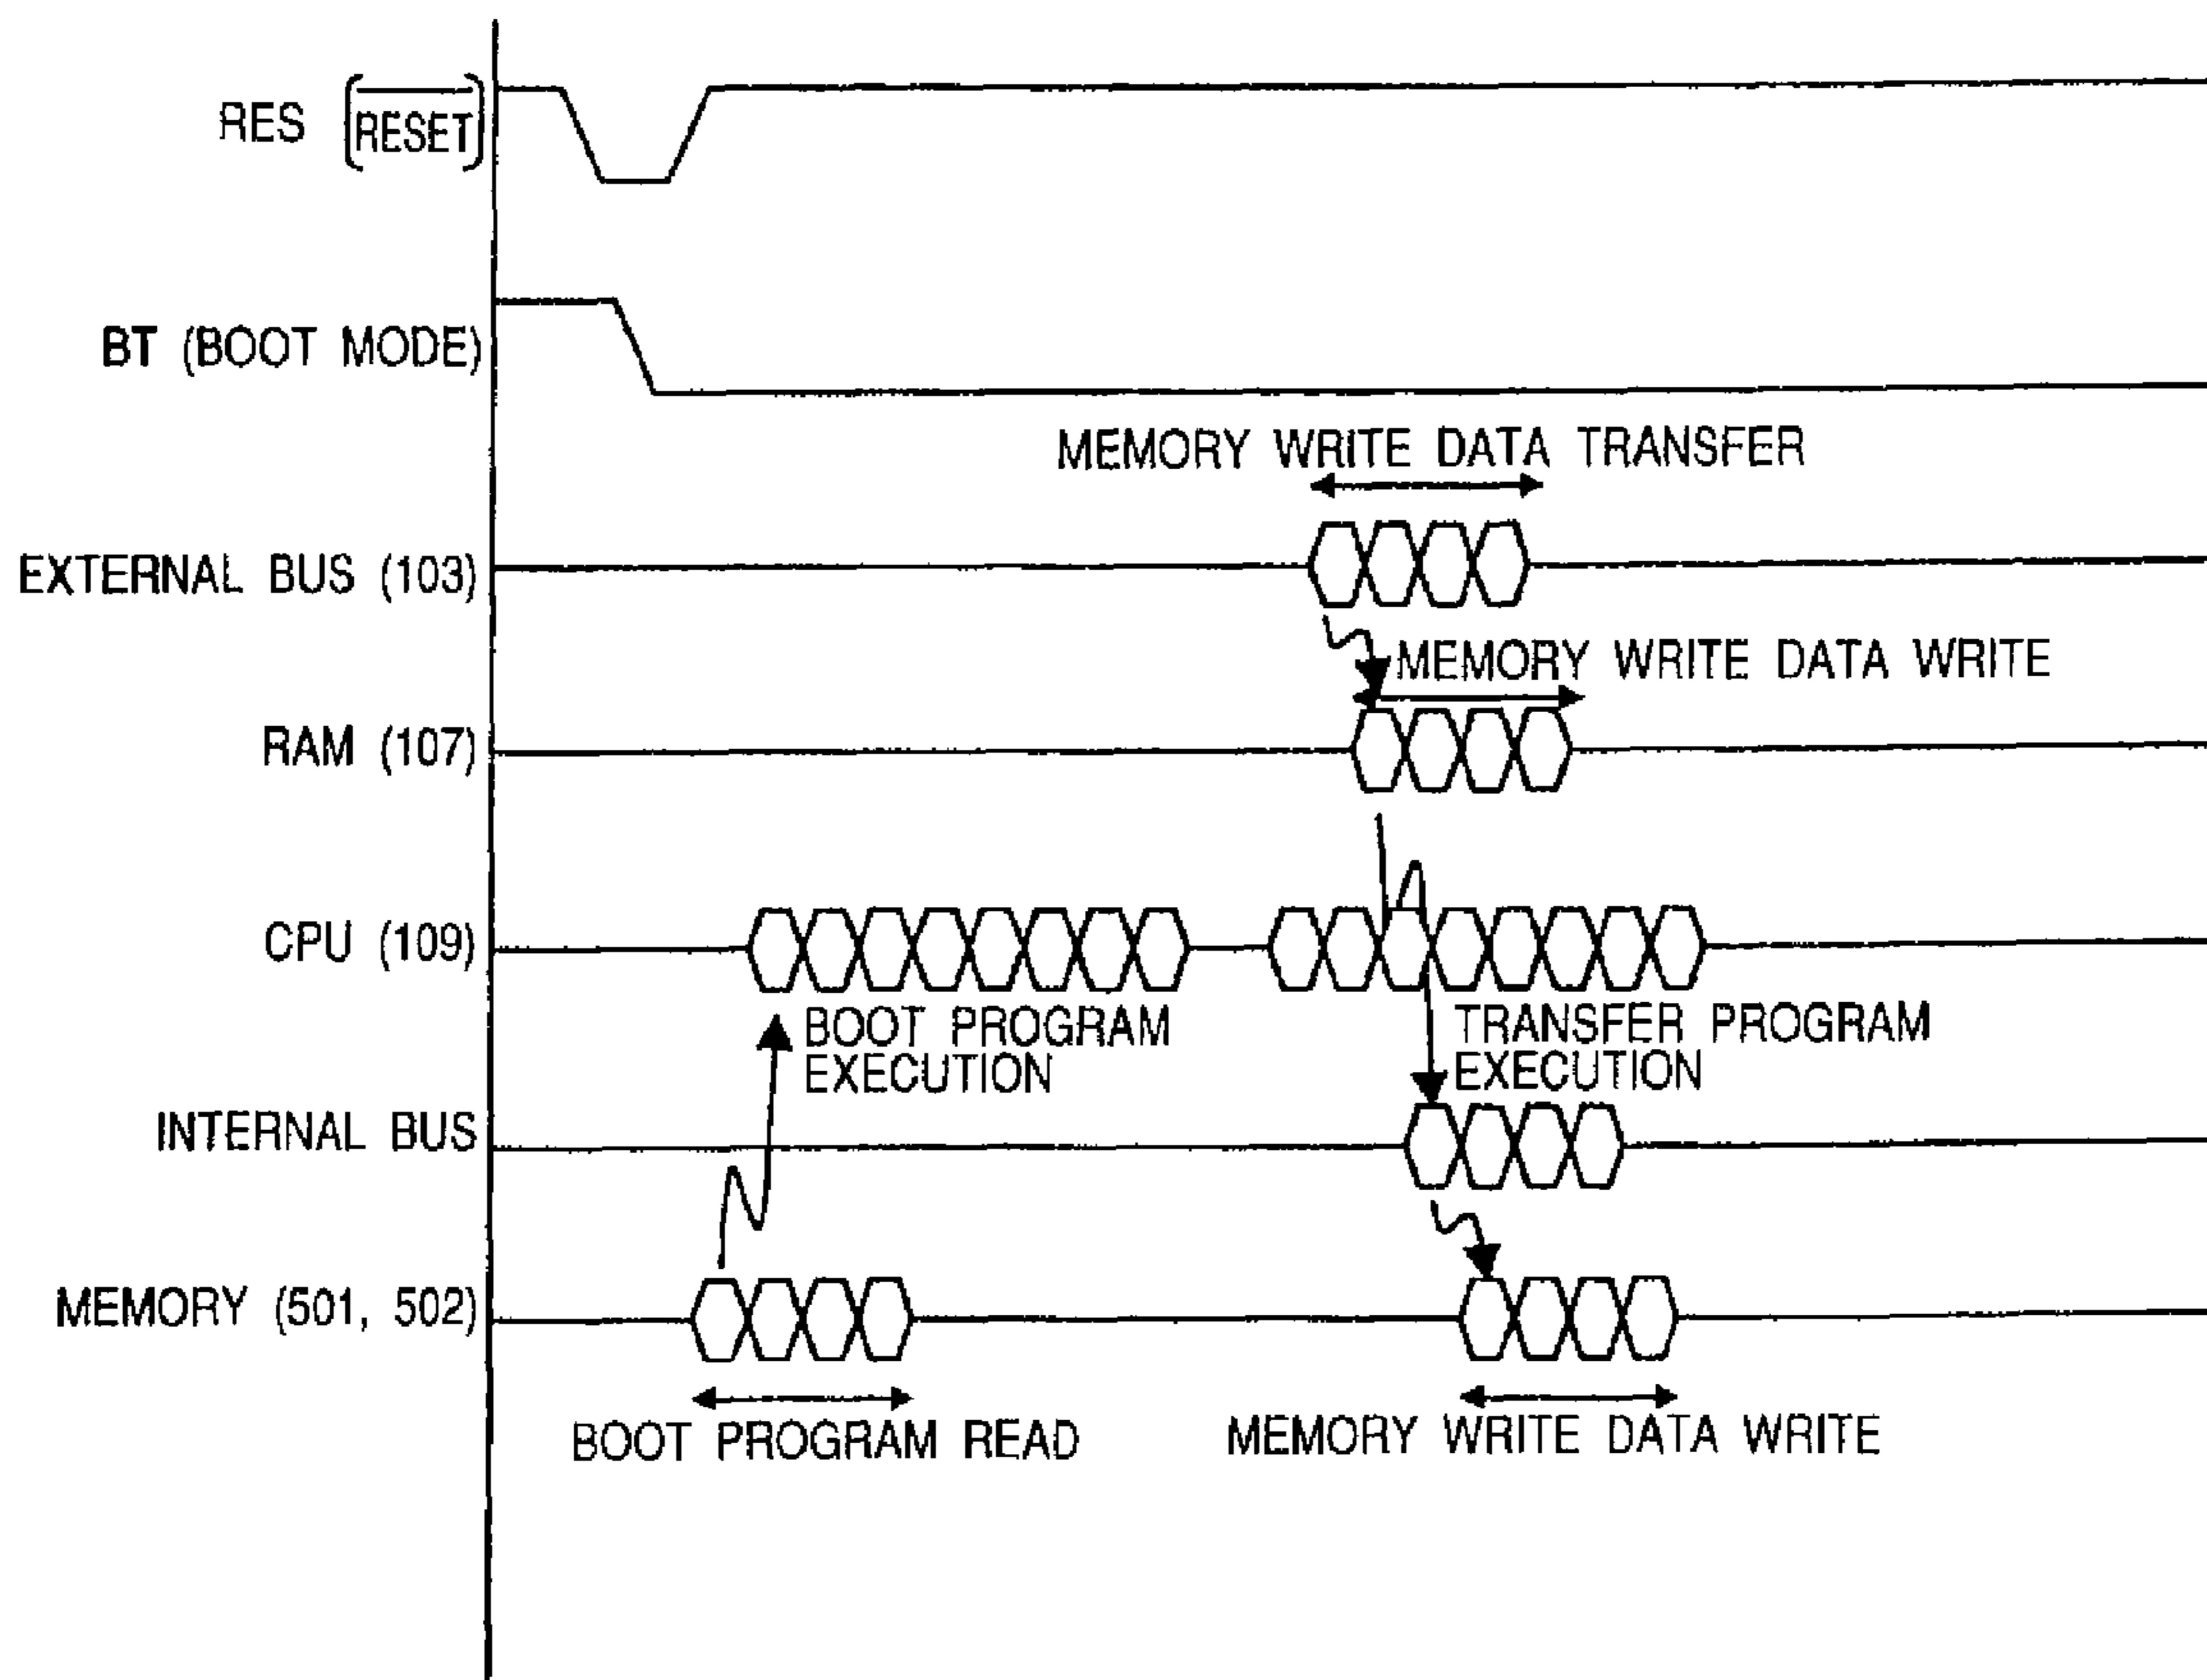 RES (RESET)
BT (BOOT MODE)
MEMORY WRITE DATA TRANSFER
EXTERNAL BUS (103)
MEMORY WRITE DATA WRITE
RAM (107)
CPU (109)
BOOT PROGRAM
EXECUTION
TRANSFER PROGRAM
EXECUTION
INTERNAL BUS
MEMORY (501, 502)
BOOT PROGRAM READ
MEMORY WRITE DATA WRITE